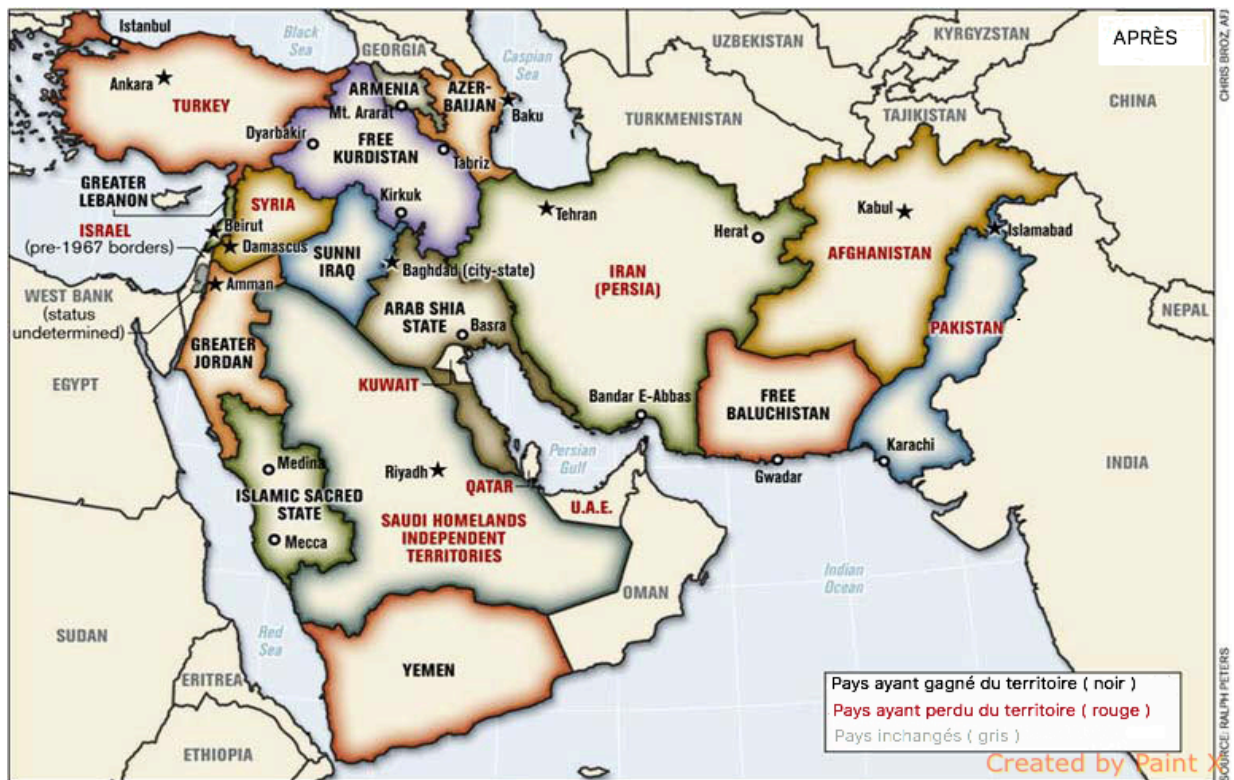 APRÈS
CHRIS BROZ, AFJ
Istanbul
Black
Sea
GEORGIA
Caspian
Sea
UZBEKISTAN
KYRGYZSTAN
CHINA
Ankara
TURKEY
ARMENIA
Mt. Ararat
AZER-
BAIJAN
Baku
TURKMENISTAN
TAJIKISTAN
Dyarbakir
FREE
KURDISTAN
Tabriz
GREATER
LEBANON
SYRIA
Kirkuk
Tehran
Herat
Kabul
Islamabad
ISRAEL
(pre-1967 borders)
Beirut
Damascus
SUNNI
IRAQ
Baghdad (city-state)
IRAN
(PERSIA)
AFGHANISTAN
WEST BANK
(status
undetermined)
Amman
ARAB SHIA
STATE
Basra
PAKISTAN
NEPAL
GREATER
JORDAN
EGYPT
KUWAIT
Bandar E-Abbas
FREE
BALUCHISTAN
Karachi
Medina
Riyadh
Persian
Gulf
Gwadar
INDIA
ISLAMIC SACRED
STATE
QATAR
U.A.E.
Mecca
SAUDI HOMELANDS
INDEPENDENT
TERRITORIES
OMAN
Indian
Ocean
SUDAN
Red
Sea
YEMEN
ERITREA
ETHIOPIA
Pays ayant gagné du territoire ( noir )
Pays ayant perdu du territoire ( rouge )
Pays inchangés ( gris )
Created by Paint X
SOURCE: RALPH PETERS